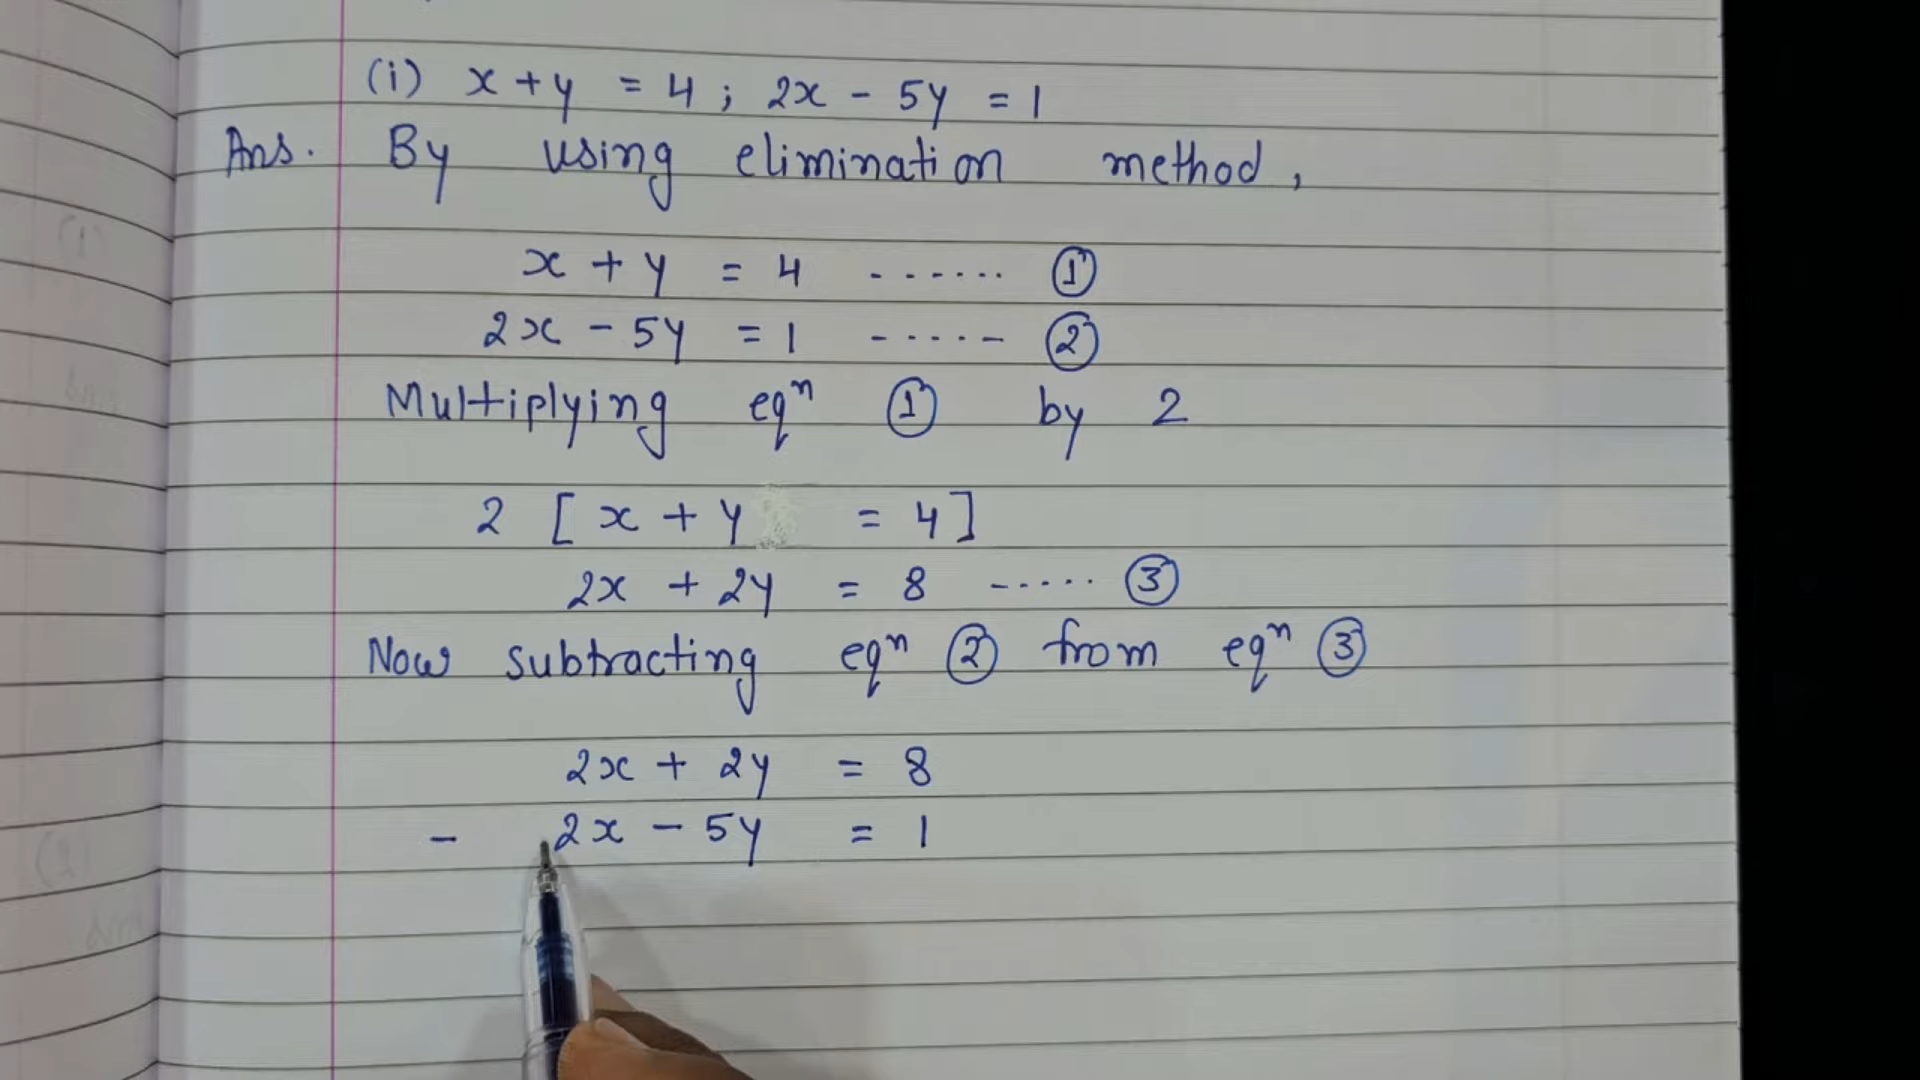 (i) x + y = 4 ; 2x - 5y = 1
Ans. By using elimination method,
x + y = 4 ...... ①
2x - 5y = 1 ...... ②
Multiplying eqⁿ ① by 2
2 [ x + y = 4 ]
2x + 2y = 8 ...... ③
Now subtracting eqⁿ ② from eqⁿ ③
2x + 2y = 8
- 2x - 5y = 1